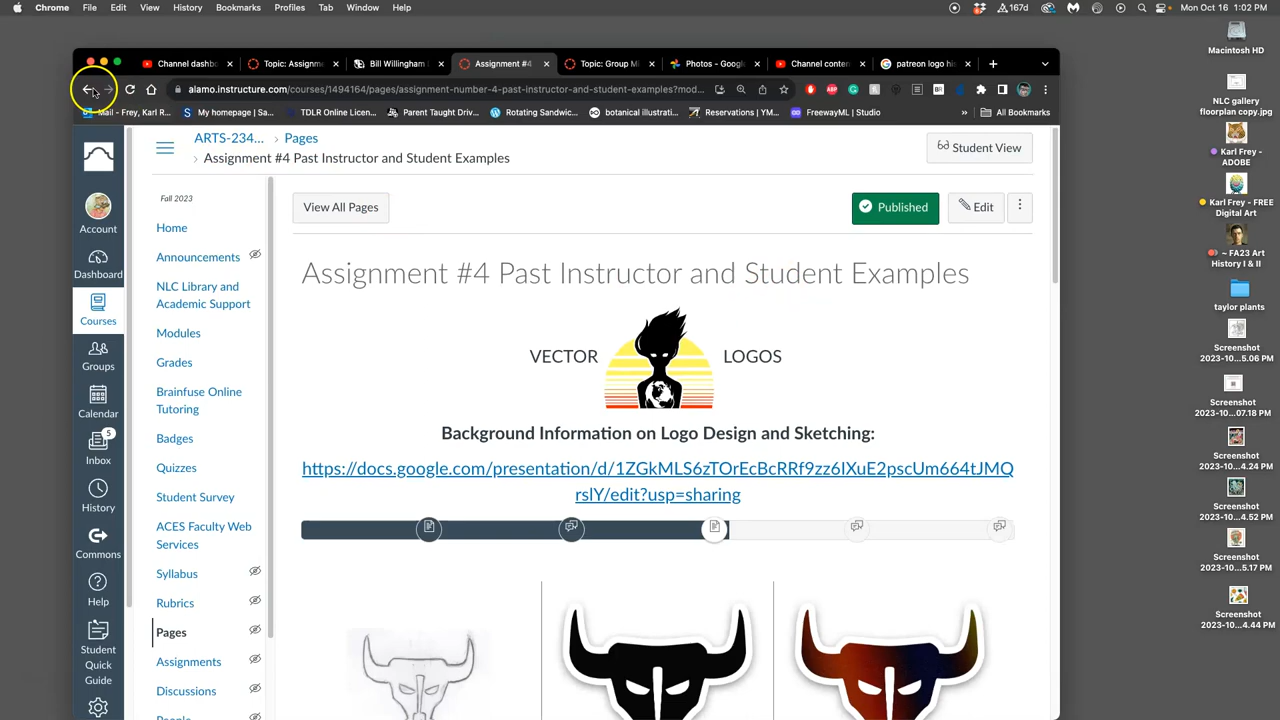 Chrome File Edit View History Bookmarks Profiles Tab Window Help 167d Mon Oct 16 1:02 PM
Channel dashb Topic: Assignm Bill Willingham Assignment #4 Topic: Group Mi Photos - Google Channel conten patreon logo his
alamo.instructure.com/courses/1494164/pages/assignment-number-4-past-instructor-and-student-examples?mod...
Mail - Frey, Karl R... My homepage | Sa... TDLR Online Licens... Parent Taught Driv... Rotating Sandwic... botanical illustrati... Reservations | YM... FreewayML | Studio » All Bookmarks
ARTS-234... Pages
Assignment #4 Past Instructor and Student Examples
Student View
Account
Dashboard
Courses
Groups
Calendar
5
Inbox
History
Commons
Help
Student
Quick
Guide
Fall 2023
Home
Announcements
NLC Library and
Academic Support
Modules
Grades
Brainfuse Online
Tutoring
Badges
Quizzes
Student Survey
ACES Faculty Web
Services
Syllabus
Rubrics
Pages
Assignments
Discussions
View All Pages
Published
Edit
Assignment #4 Past Instructor and Student Examples
VECTOR LOGOS
Background Information on Logo Design and Sketching:
https://docs.google.com/presentation/d/1ZGkMLS6zTOrEcBcRRf9zz6IXuE2pscUm664tJMQ
rslY/edit?usp=sharing
Macintosh HD
NLC gallery
floorplan copy.jpg
Karl Frey -
ADOBE
Karl Frey - FREE
Digital Art
~ FA23 Art
History I & II
taylor plants
Screenshot
2023-10...5.06 PM
Screenshot
2023-10...07.18 PM
Screenshot
2023-10...4.24 PM
Screenshot
2023-10...4.52 PM
Screenshot
2023-10...5.17 PM
Screenshot
2023-10...4.44 PM